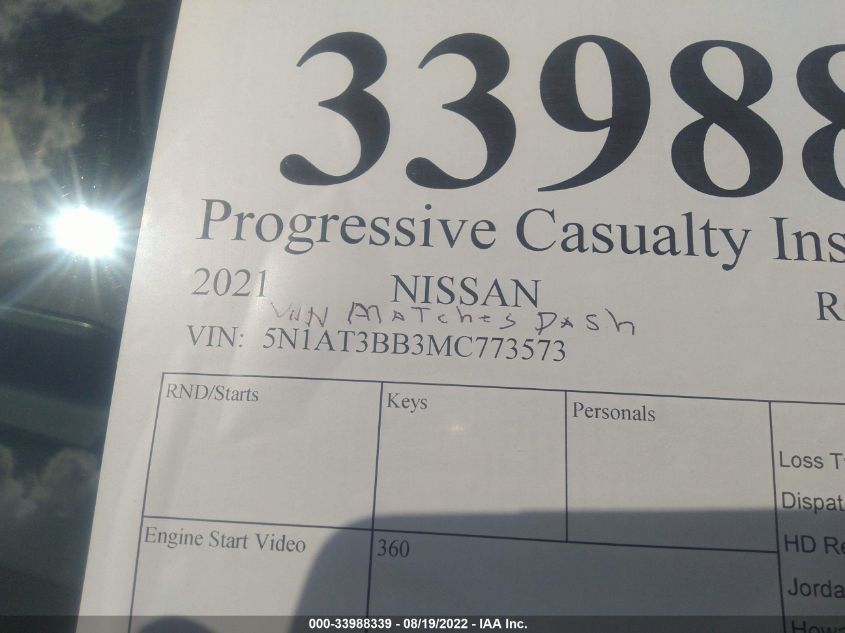 3398
Progressive Casualty Ins
2021 NISSAN R
VIN MATches DASh
VIN: 5N1AT3BB3MC773573
RND/Starts Keys Personals
Loss T
Dispat
Engine Start Video 360 HD Re
Jorda
Howa
000-33988339 - 08/19/2022 - IAA Inc.